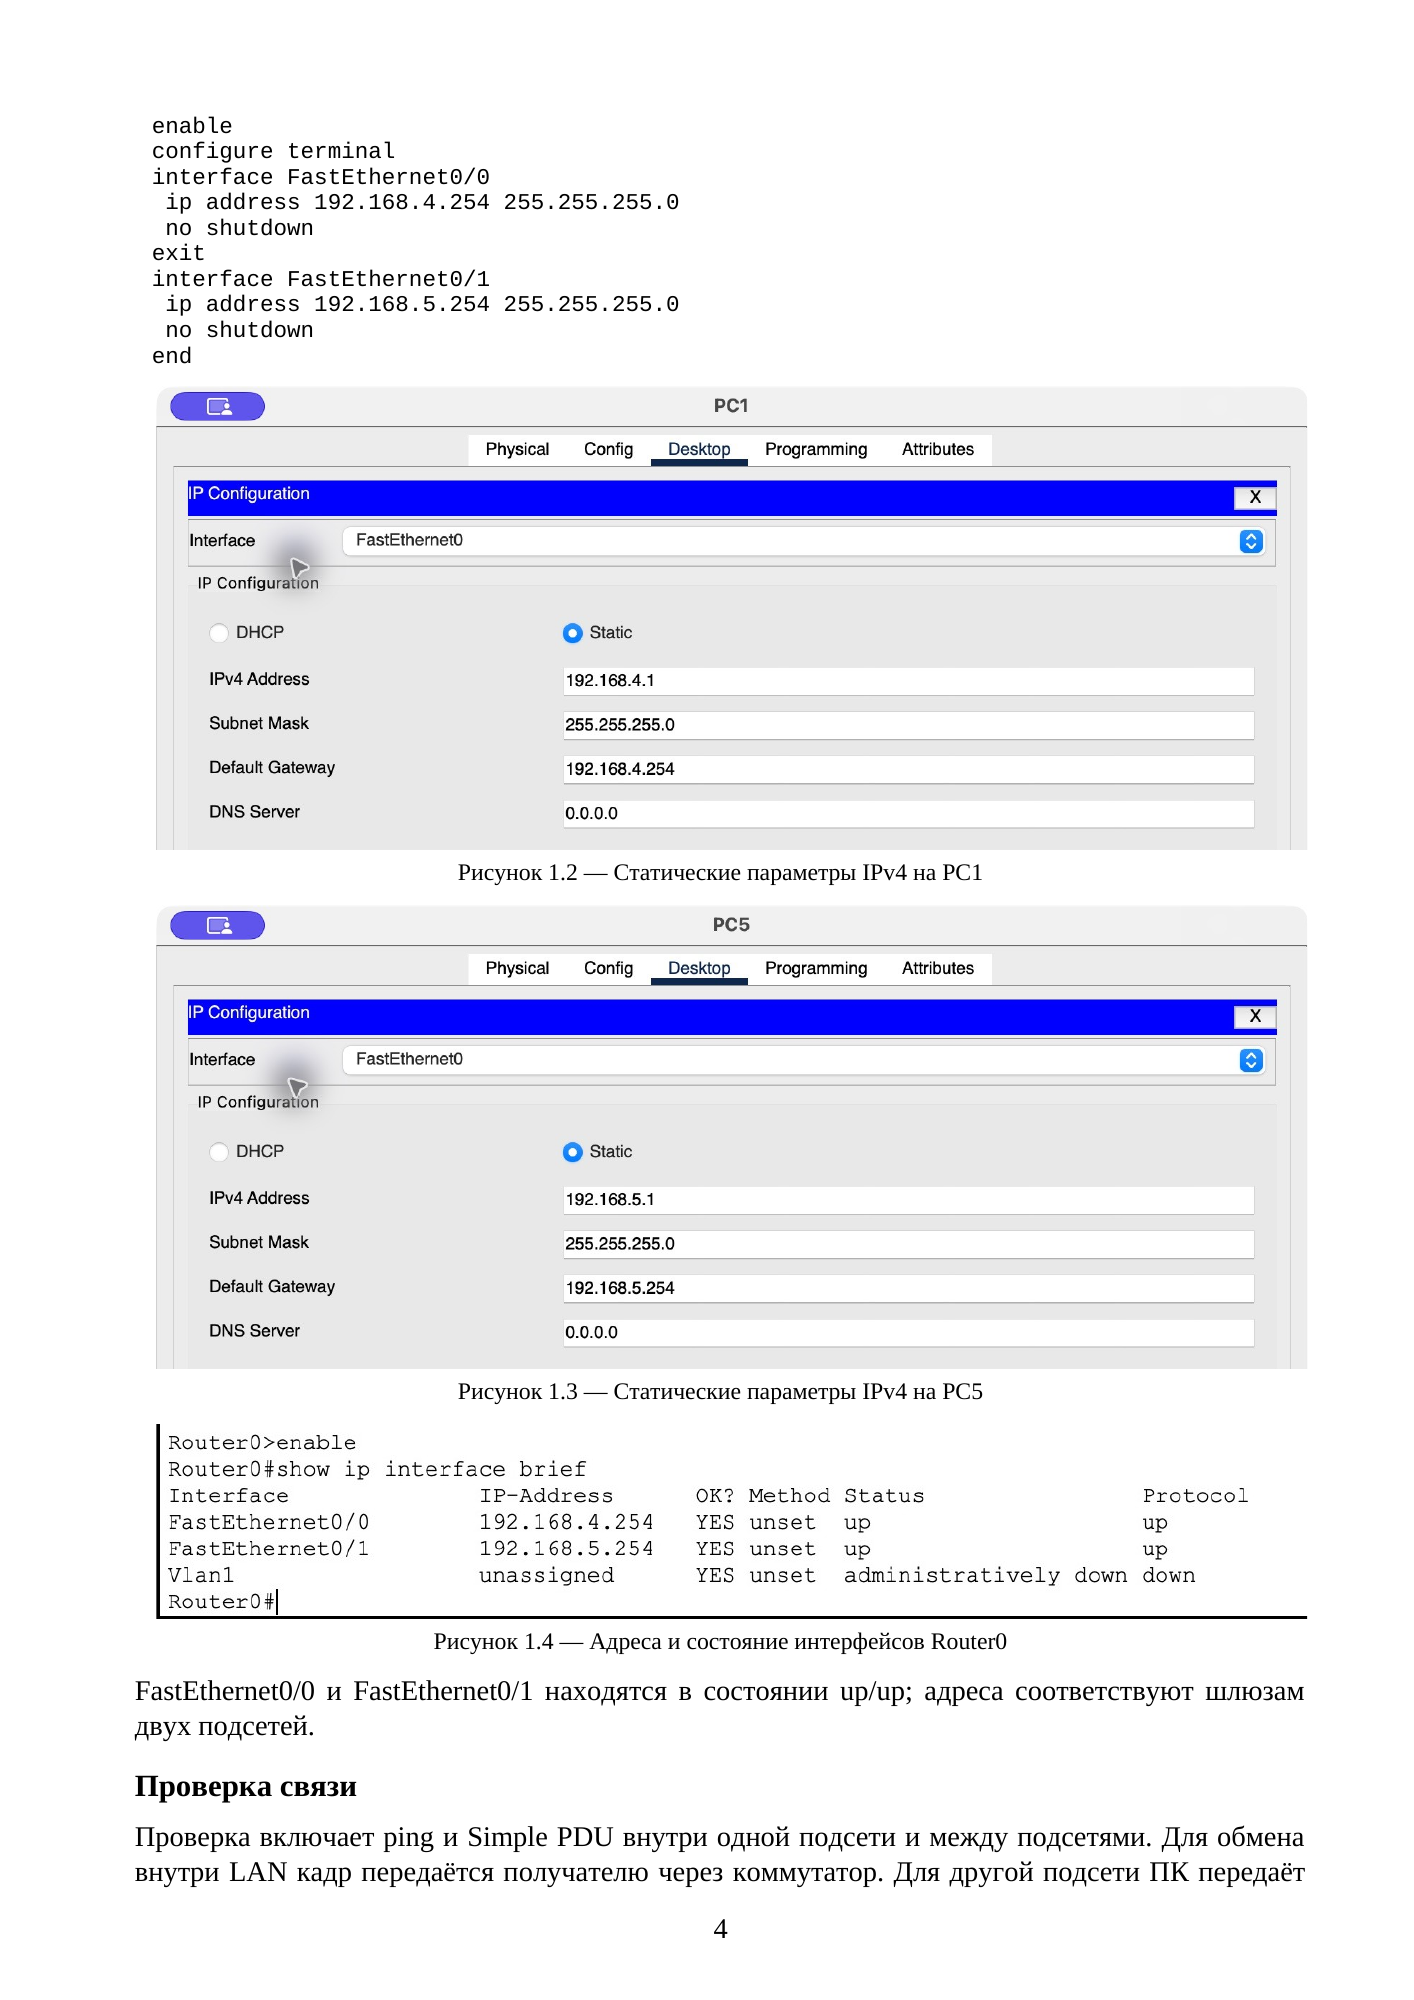 enable
configure terminal
interface FastEthernet0/0
 ip address 192.168.4.254 255.255.255.0
 no shutdown
exit
interface FastEthernet0/1
 ip address 192.168.5.254 255.255.255.0
 no shutdown
end
PC1
Physical Config Desktop Programming Attributes
IP Configuration X
Interface FastEthernet0
IP Configuration
DHCP Static
IPv4 Address 192.168.4.1
Subnet Mask 255.255.255.0
Default Gateway 192.168.4.254
DNS Server 0.0.0.0
Рисунок 1.2 — Статические параметры IPv4 на PC1
PC5
Physical Config Desktop Programming Attributes
IP Configuration X
Interface FastEthernet0
IP Configuration
DHCP Static
IPv4 Address 192.168.5.1
Subnet Mask 255.255.255.0
Default Gateway 192.168.5.254
DNS Server 0.0.0.0
Рисунок 1.3 — Статические параметры IPv4 на PC5
Router0>enable
Router0#show ip interface brief
Interface IP-Address OK? Method Status Protocol
FastEthernet0/0 192.168.4.254 YES unset up up
FastEthernet0/1 192.168.5.254 YES unset up up
Vlan1 unassigned YES unset administratively down down
Router0#
Рисунок 1.4 — Адреса и состояние интерфейсов Router0
FastEthernet0/0 и FastEthernet0/1 находятся в состоянии up/up; адреса соответствуют шлюзам
двух подсетей.
Проверка связи
Проверка включает ping и Simple PDU внутри одной подсети и между подсетями. Для обмена
внутри LAN кадр передаётся получателю через коммутатор. Для другой подсети ПК передаёт
4